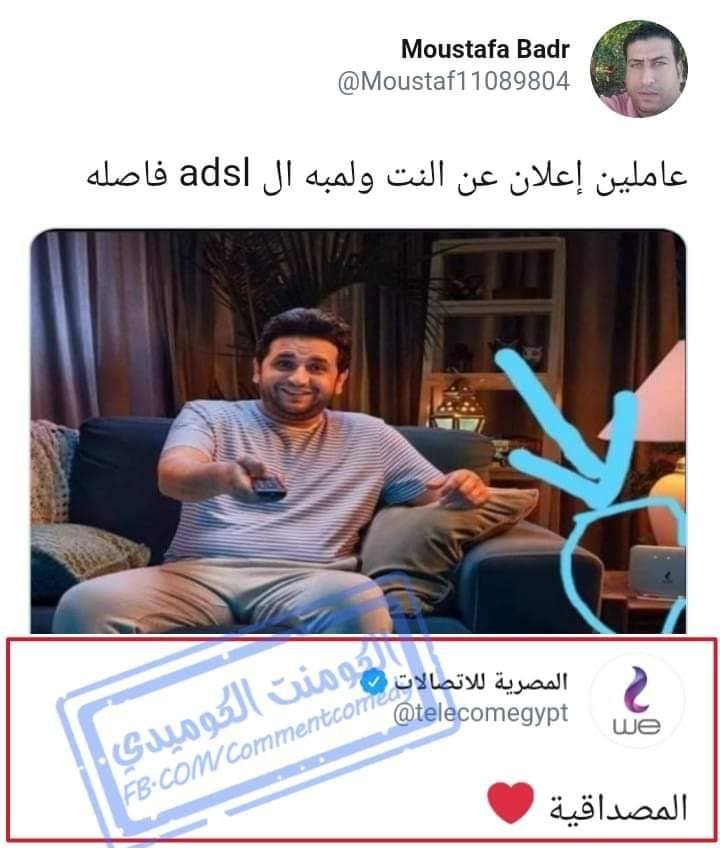 Moustafa Badr
@Moustaf11089804
عاملين إعلان عن النت ولمبه ال adsl فاصله
المصرية للاتصالات
@telecomegypt
we
المصداقية ❤️
الكومنت الكوميدي
FB.COM/Commentcomedy